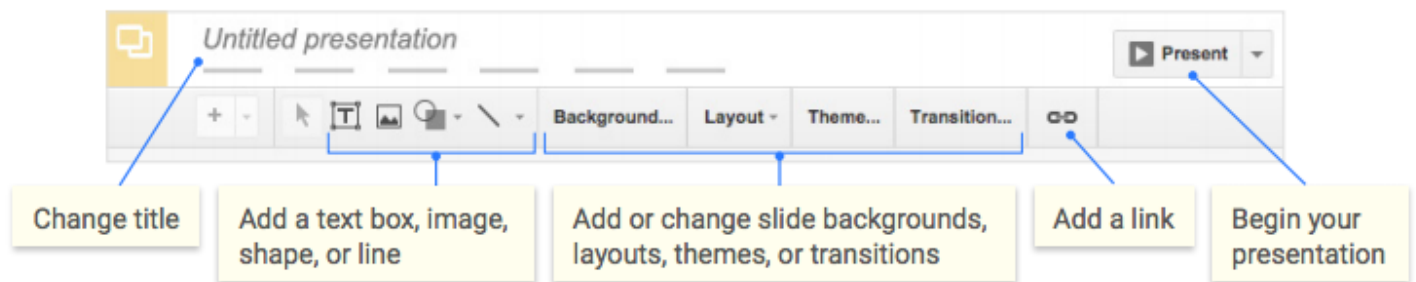 Untitled presentation
Present
Background...
Layout
Theme...
Transition...
Change title
Add a text box, image,
shape, or line
Add or change slide backgrounds,
layouts, themes, or transitions
Add a link
Begin your
presentation